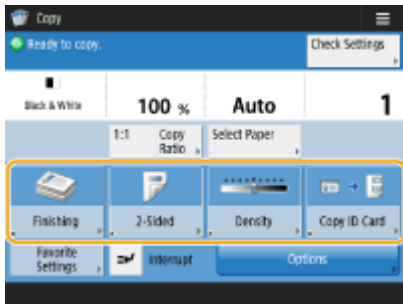 Copy
Ready to copy.
Check Settings
Black & White
100 %
Auto
1
1:1
Copy
Ratio
Select Paper
Finishing
2-Sided
Density
Copy ID Card
Favorite
Settings
Interrupt
Options